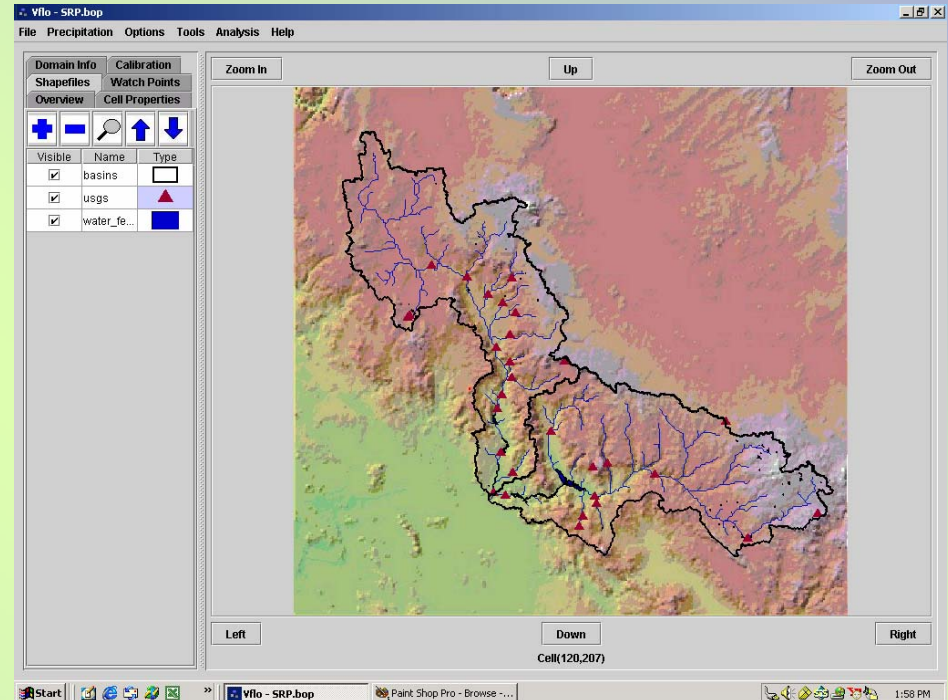 Vflo - SRP.bop
File Precipitation Options Tools Analysis Help
Domain Info Calibration
Shapefiles Watch Points
Overview Cell Properties
Visible Name Type
basins
usgs
water_fe...
Zoom In Up Zoom Out
Left Down Right
Cell(120,207)
Start » Vflo - SRP.bop Paint Shop Pro - Browse -... 1:58 PM